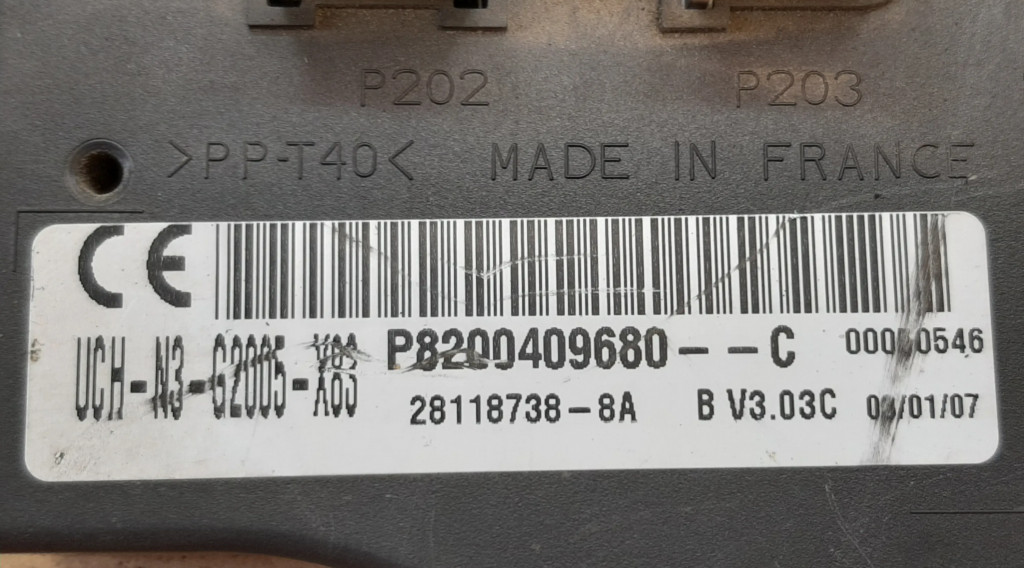 P202 P203
>PP-T40< MADE IN FRANCE
CE
P8200409680--C
28118738-8A B V3.03C